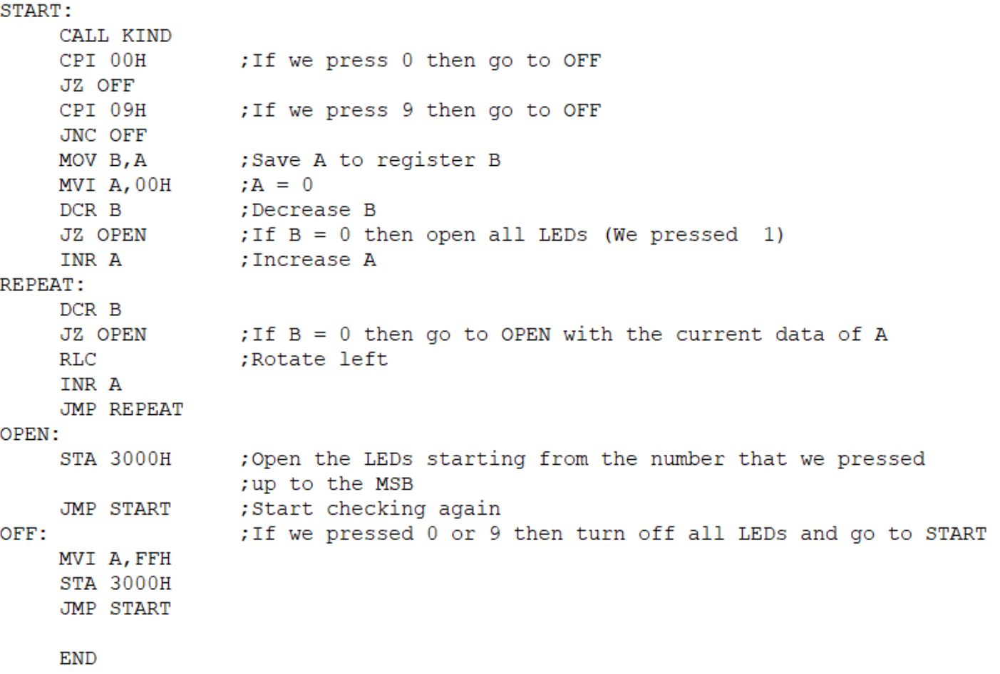 START:
CALL KIND
CPI 00H ;If we press 0 then go to OFF
JZ OFF
CPI 09H ;If we press 9 then go to OFF
JNC OFF
MOV B,A ;Save A to register B
MVI A,00H ;A = 0
DCR B ;Decrease B
JZ OPEN ;If B = 0 then open all LEDs (We pressed  1)
INR A ;Increase A
REPEAT:
DCR B
JZ OPEN ;If B = 0 then go to OPEN with the current data of A
RLC ;Rotate left
INR A
JMP REPEAT
OPEN:
STA 3000H ;Open the LEDs starting from the number that we pressed
;up to the MSB
JMP START ;Start checking again
OFF: ;If we pressed 0 or 9 then turn off all LEDs and go to START
MVI A,FFH
STA 3000H
JMP START
END